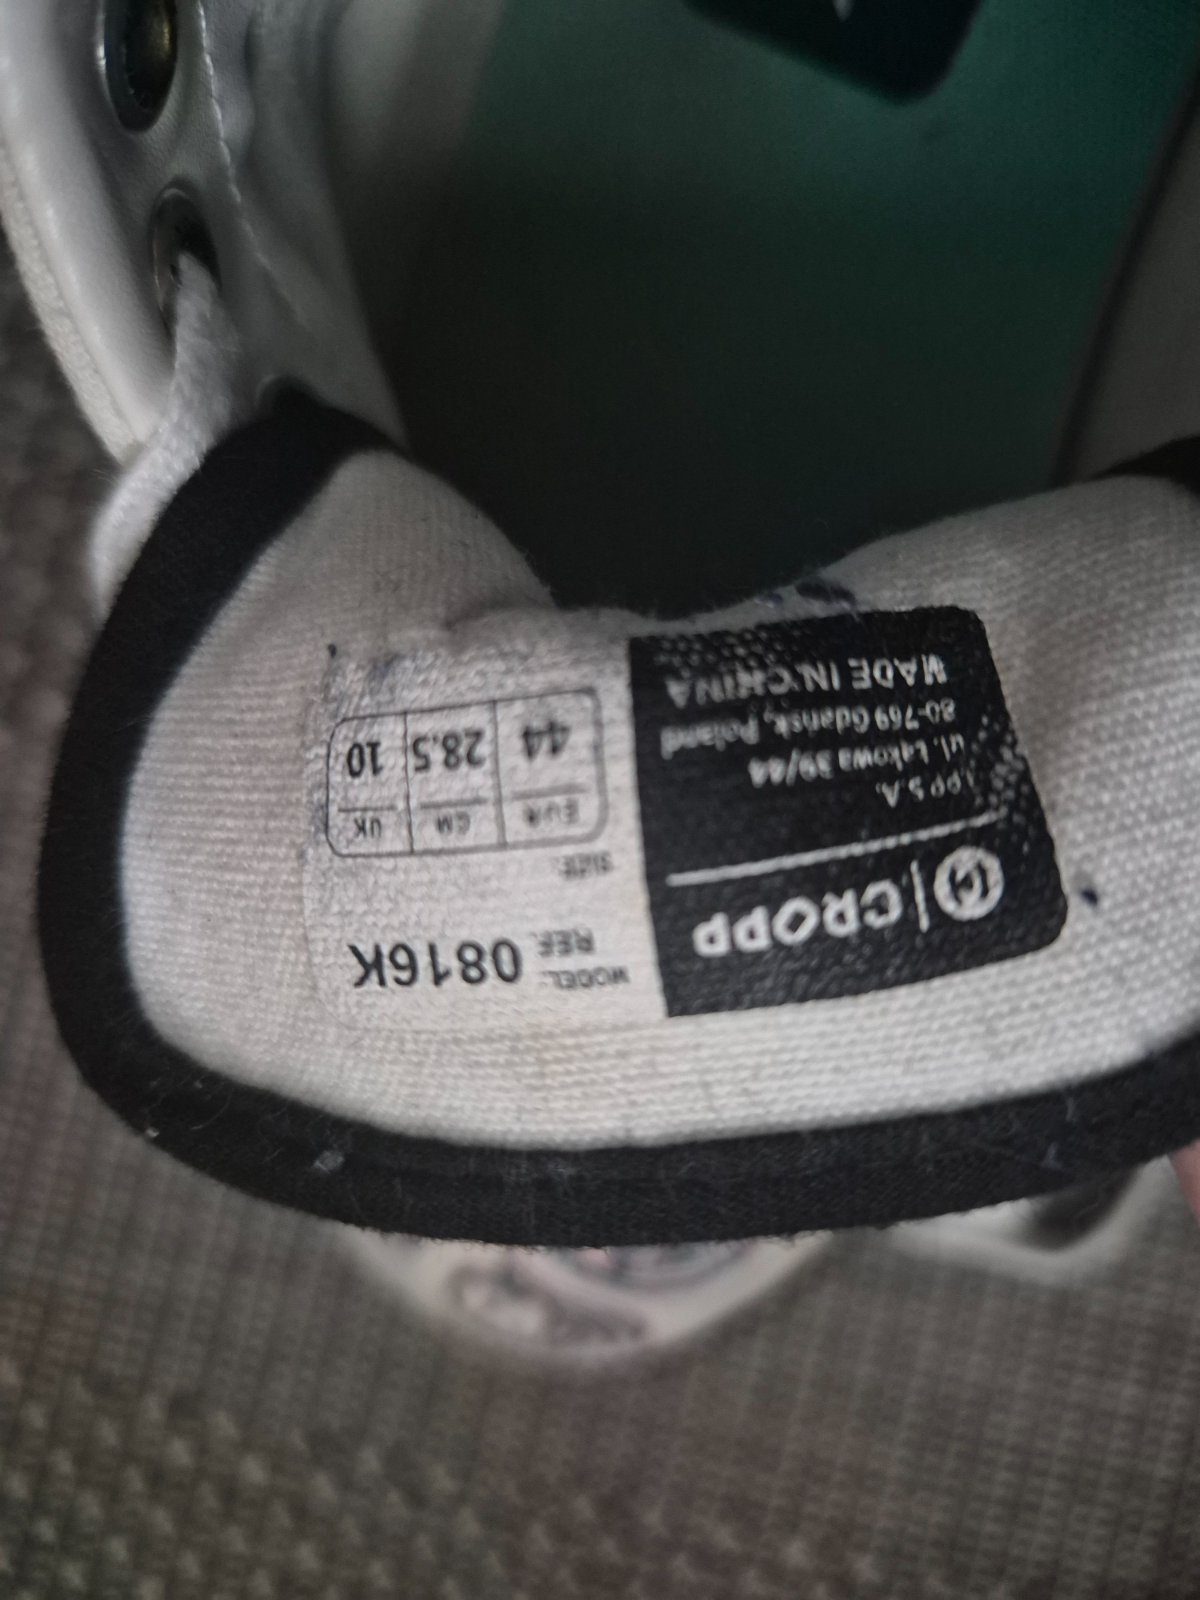 CROPP
LPP S.A.
ul. Łąkowa 39/44
80-769 Gdańsk, Poland
MADE IN CHINA
MODEL:
REF. 0816K
SIZE:
EUR CM UK
44 28.5 10